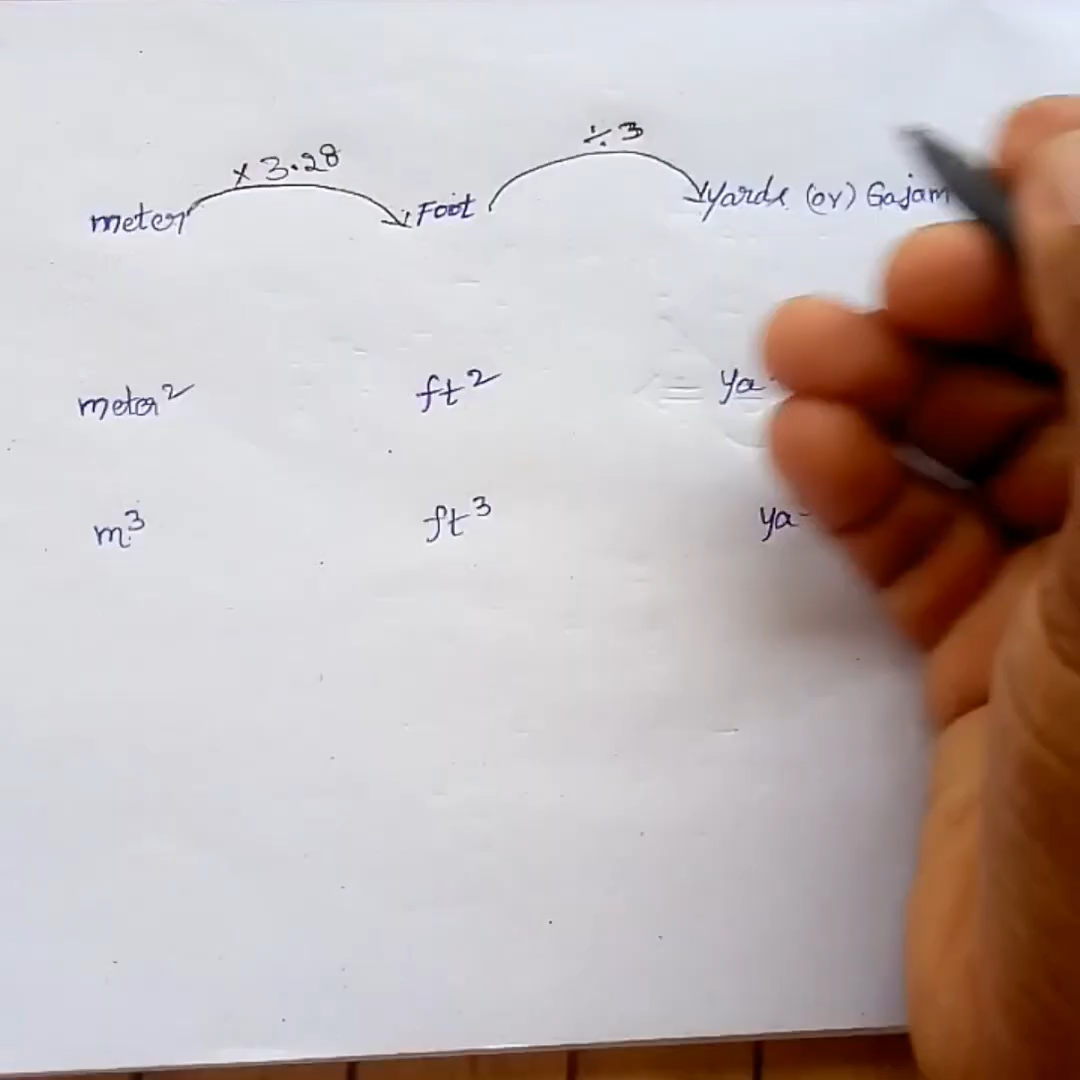 × 3.28 ÷ 3
meter Foot Yards (or) Gajam
meter² ft² ya
m³ ft³ ya